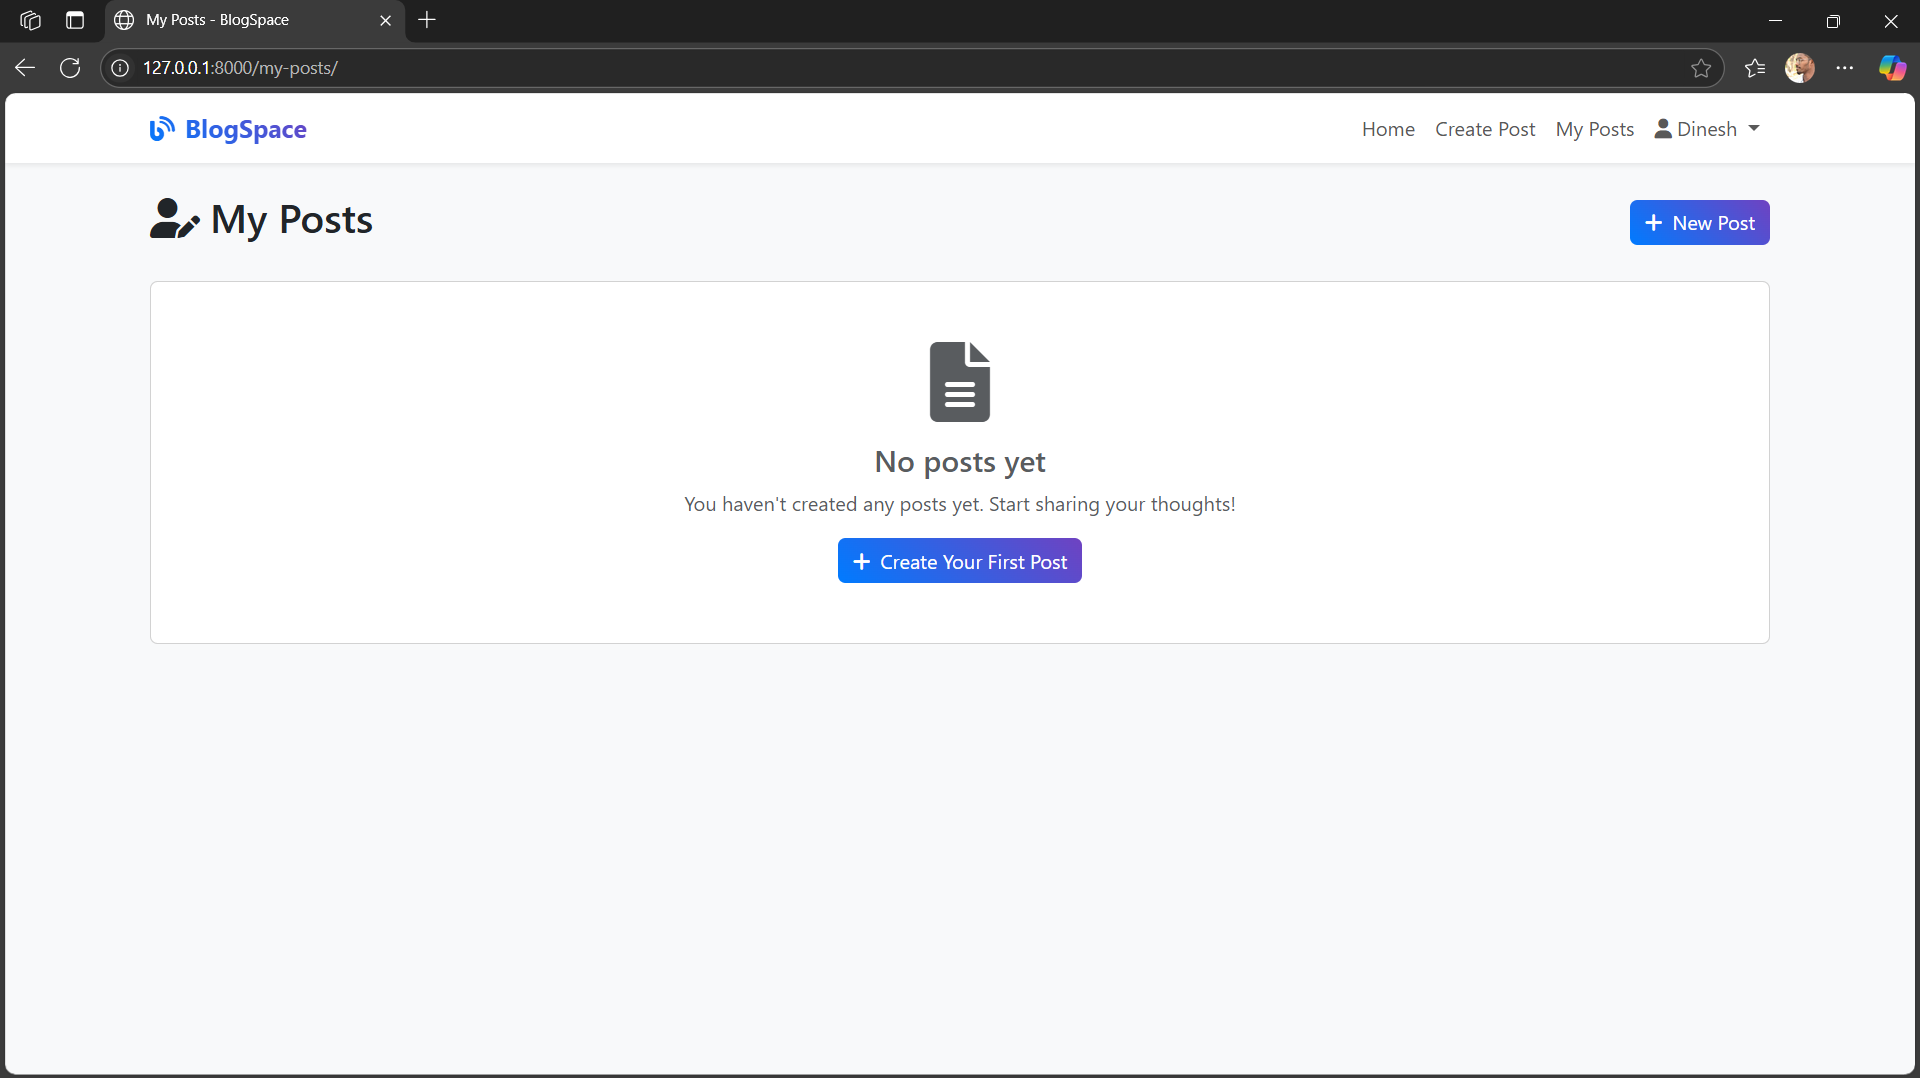 My Posts - BlogSpace
127.0.0.1:8000/my-posts/
BlogSpace
Home Create Post My Posts Dinesh
My Posts
+ New Post
No posts yet
You haven't created any posts yet. Start sharing your thoughts!
+ Create Your First Post